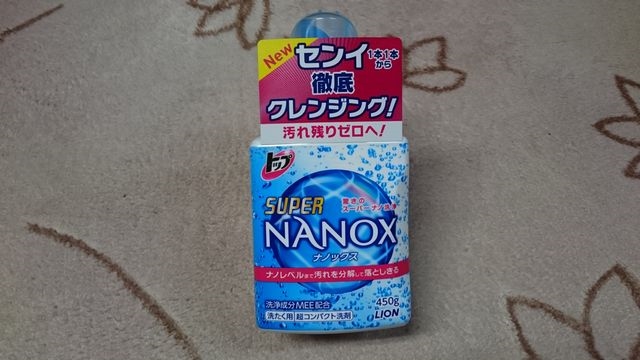 New
センイ
1本1本
から
徹底
クレンジング!
汚れ残りゼロへ!
トップ
SUPER
驚きの
スーパーナノ洗浄
NANOX
ナノックス
ナノレベルまで汚れを分解して落としきる
洗浄成分MEE配合
洗たく用 超コンパクト洗剤
450g
LION